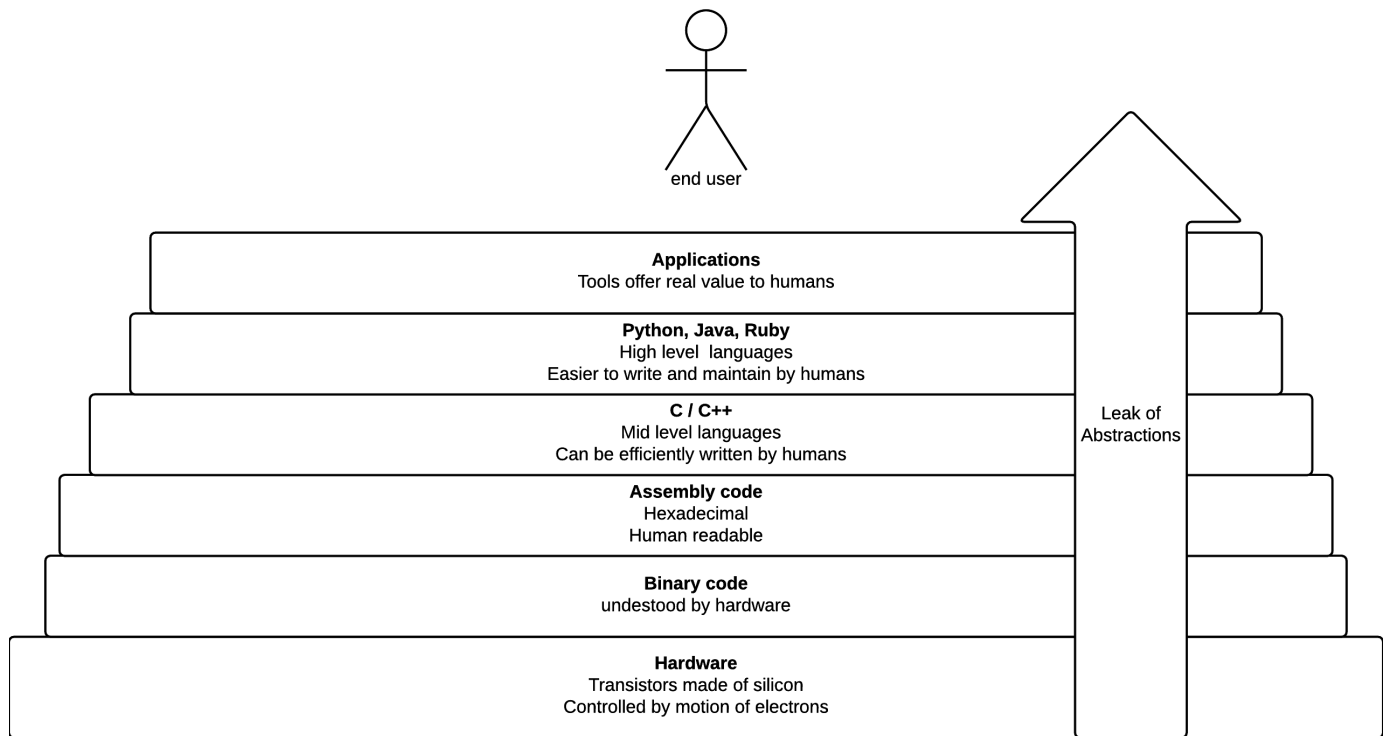 end user
Applications
Tools offer real value to humans
Python, Java, Ruby
High level  languages
Easier to write and maintain by humans
C / C++
Mid level languages
Can be efficiently written by humans
Leak of
Abstractions
Assembly code
Hexadecimal
Human readable
Binary code
undestood by hardware
Hardware
Transistors made of silicon
Controlled by motion of electrons